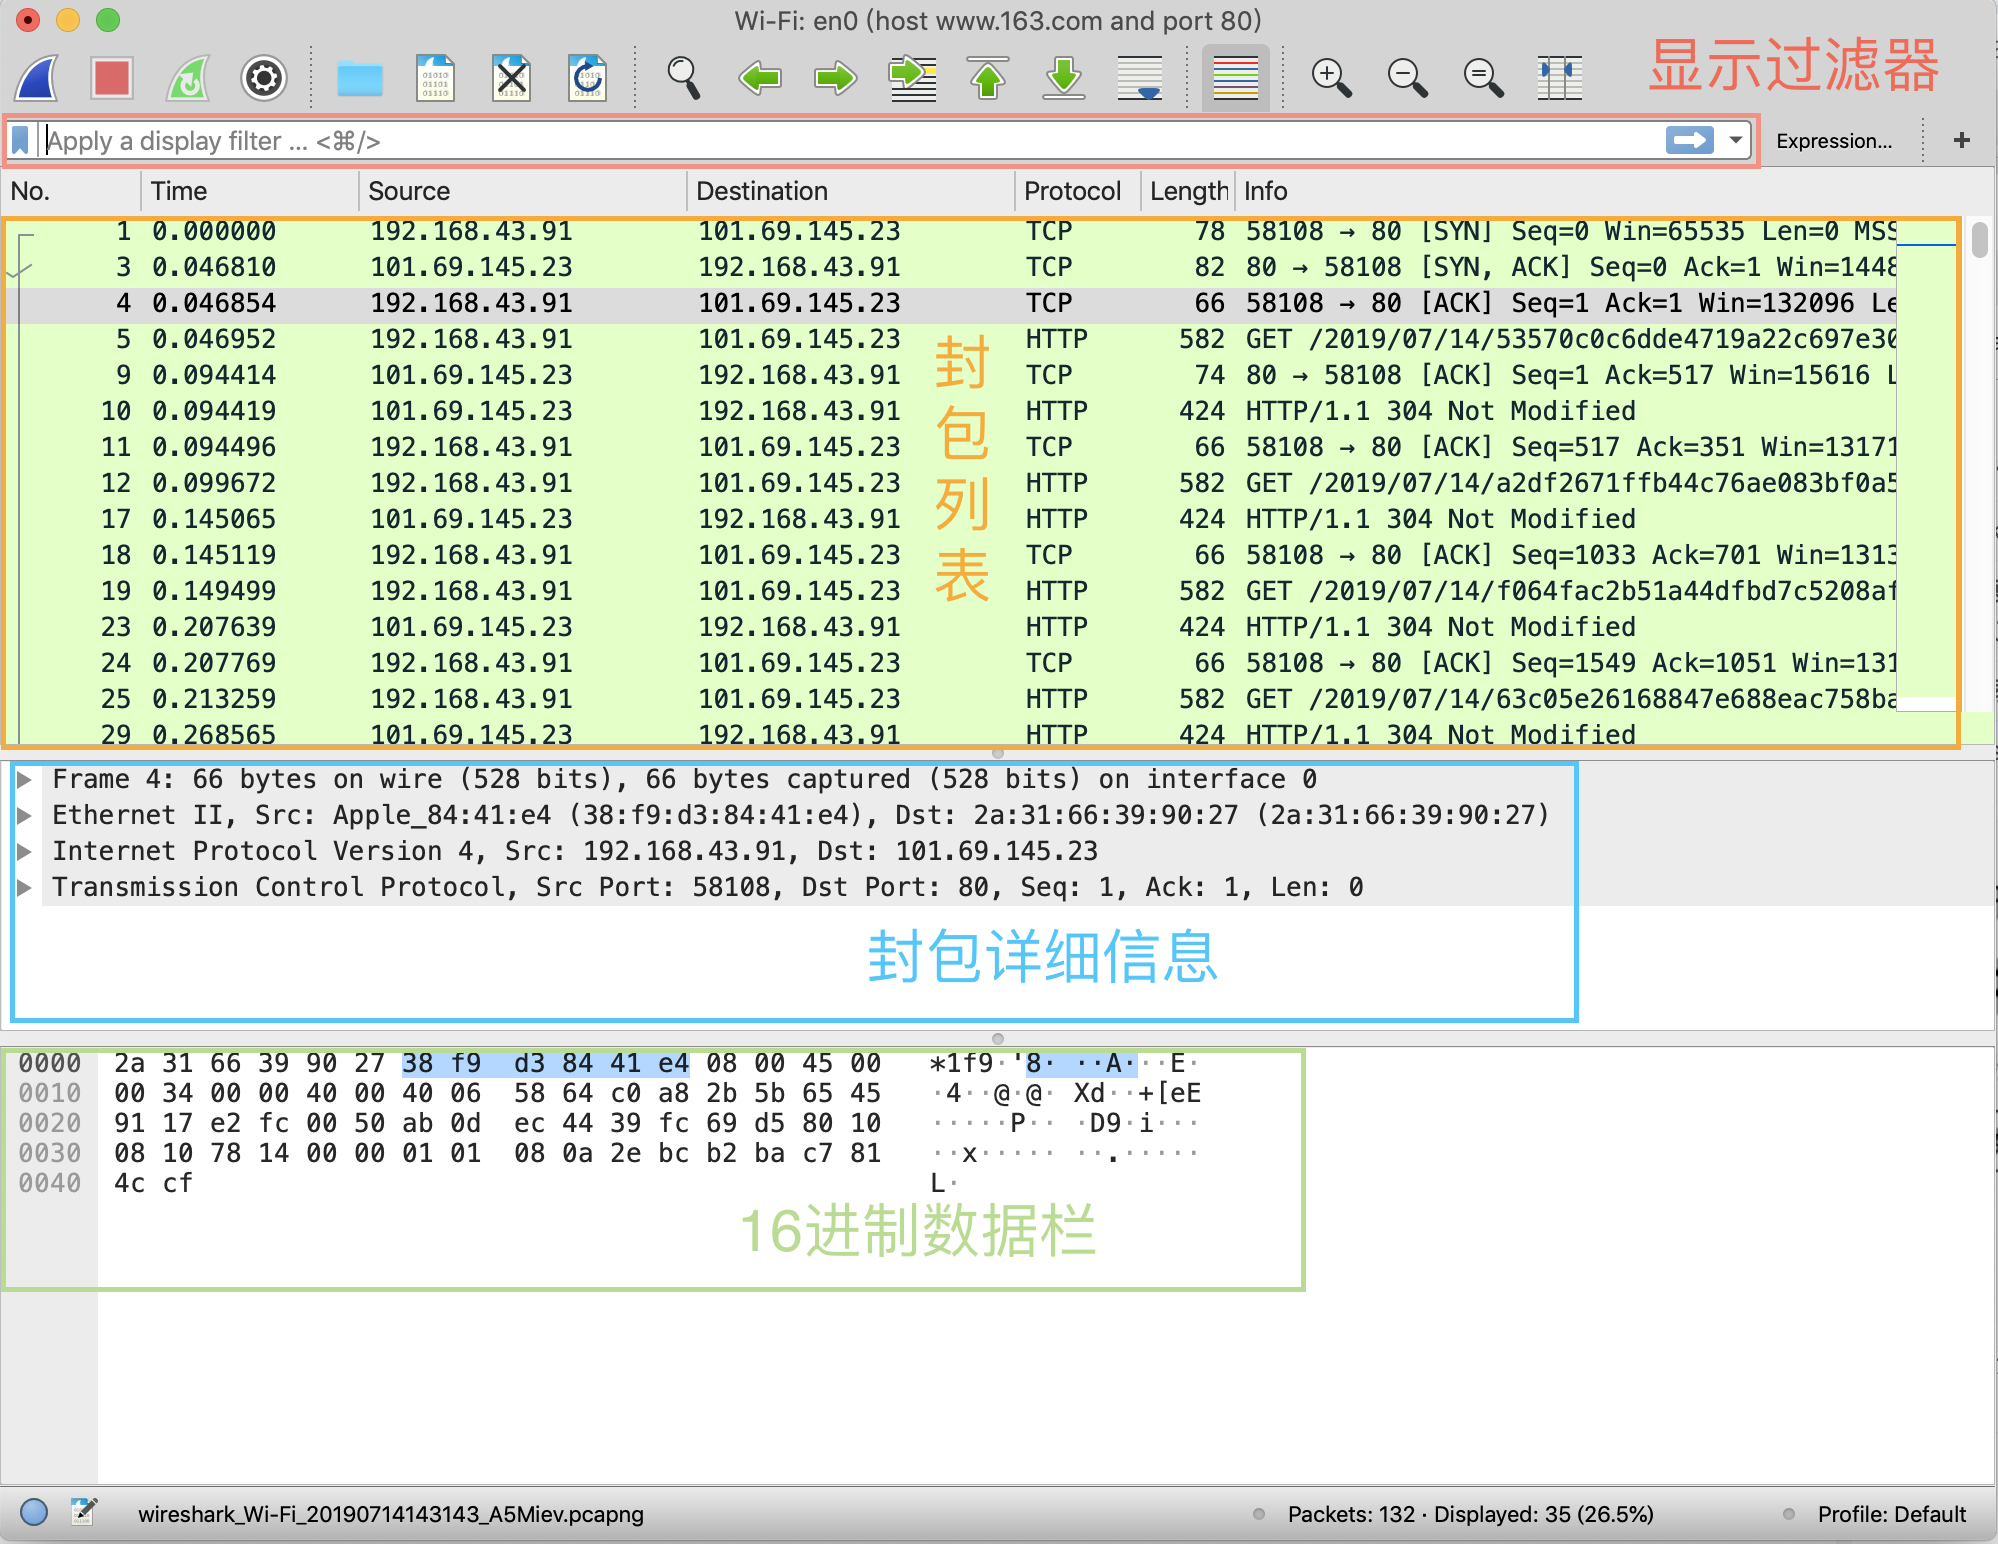 Wi-Fi: en0 (host www.163.com and port 80)
显示过滤器
Apply a display filter ... <⌘/>
Expression... +
No. Time Source Destination Protocol Length Info
1 0.000000 192.168.43.91 101.69.145.23 TCP 78 58108 → 80 [SYN] Seq=0 Win=65535 Len=0 MSS
3 0.046810 101.69.145.23 192.168.43.91 TCP 82 80 → 58108 [SYN, ACK] Seq=0 Ack=1 Win=1448
4 0.046854 192.168.43.91 101.69.145.23 TCP 66 58108 → 80 [ACK] Seq=1 Ack=1 Win=132096 Le
5 0.046952 192.168.43.91 101.69.145.23 HTTP 582 GET /2019/07/14/53570c0c6dde4719a22c697e30
9 0.094414 101.69.145.23 192.168.43.91 TCP 74 80 → 58108 [ACK] Seq=1 Ack=517 Win=15616 L
10 0.094419 101.69.145.23 192.168.43.91 HTTP 424 HTTP/1.1 304 Not Modified
11 0.094496 192.168.43.91 101.69.145.23 TCP 66 58108 → 80 [ACK] Seq=517 Ack=351 Win=13171
12 0.099672 192.168.43.91 101.69.145.23 HTTP 582 GET /2019/07/14/a2df2671ffb44c76ae083bf0a5
17 0.145065 101.69.145.23 192.168.43.91 HTTP 424 HTTP/1.1 304 Not Modified
18 0.145119 192.168.43.91 101.69.145.23 TCP 66 58108 → 80 [ACK] Seq=1033 Ack=701 Win=1313
19 0.149499 192.168.43.91 101.69.145.23 HTTP 582 GET /2019/07/14/f064fac2b51a44dfbd7c5208af
23 0.207639 101.69.145.23 192.168.43.91 HTTP 424 HTTP/1.1 304 Not Modified
24 0.207769 192.168.43.91 101.69.145.23 TCP 66 58108 → 80 [ACK] Seq=1549 Ack=1051 Win=131
25 0.213259 192.168.43.91 101.69.145.23 HTTP 582 GET /2019/07/14/63c05e26168847e688eac758ba
29 0.268565 101.69.145.23 192.168.43.91 HTTP 424 HTTP/1.1 304 Not Modified
封包列表
Frame 4: 66 bytes on wire (528 bits), 66 bytes captured (528 bits) on interface 0
Ethernet II, Src: Apple_84:41:e4 (38:f9:d3:84:41:e4), Dst: 2a:31:66:39:90:27 (2a:31:66:39:90:27)
Internet Protocol Version 4, Src: 192.168.43.91, Dst: 101.69.145.23
Transmission Control Protocol, Src Port: 58108, Dst Port: 80, Seq: 1, Ack: 1, Len: 0
封包详细信息
0000 2a 31 66 39 90 27 38 f9 d3 84 41 e4 08 00 45 00 *1f9·'8· ··A···E·
0010 00 34 00 00 40 00 40 06 58 64 c0 a8 2b 5b 65 45 ·4··@·@· Xd··+[eE
0020 91 17 e2 fc 00 50 ab 0d ec 44 39 fc 69 d5 80 10 ·····P·· ·D9·i···
0030 08 10 78 14 00 00 01 01 08 0a 2e bc b2 ba c7 81 ··x····· ··.·····
0040 4c cf L·
16进制数据栏
wireshark_Wi-Fi_20190714143143_A5Miev.pcapng Packets: 132 · Displayed: 35 (26.5%) Profile: Default